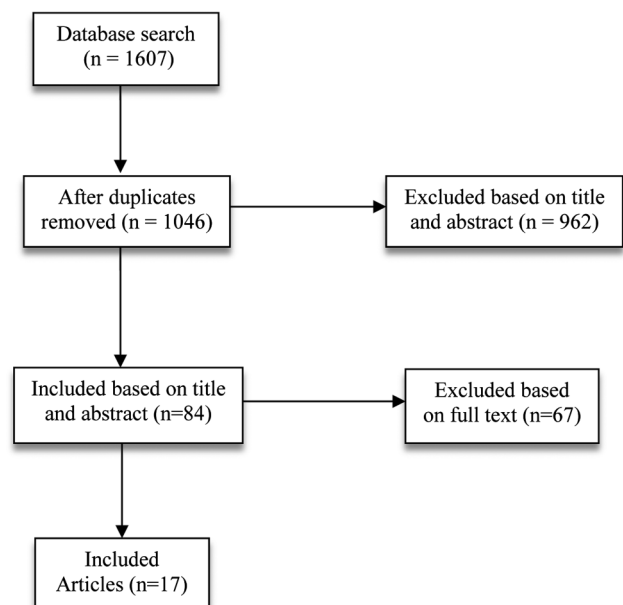 Database search
(n = 1607)
After duplicates
removed (n = 1046)
Excluded based on title
and abstract (n = 962)
Included based on title
and abstract (n=84)
Excluded based
on full text (n=67)
Included
Articles (n=17)